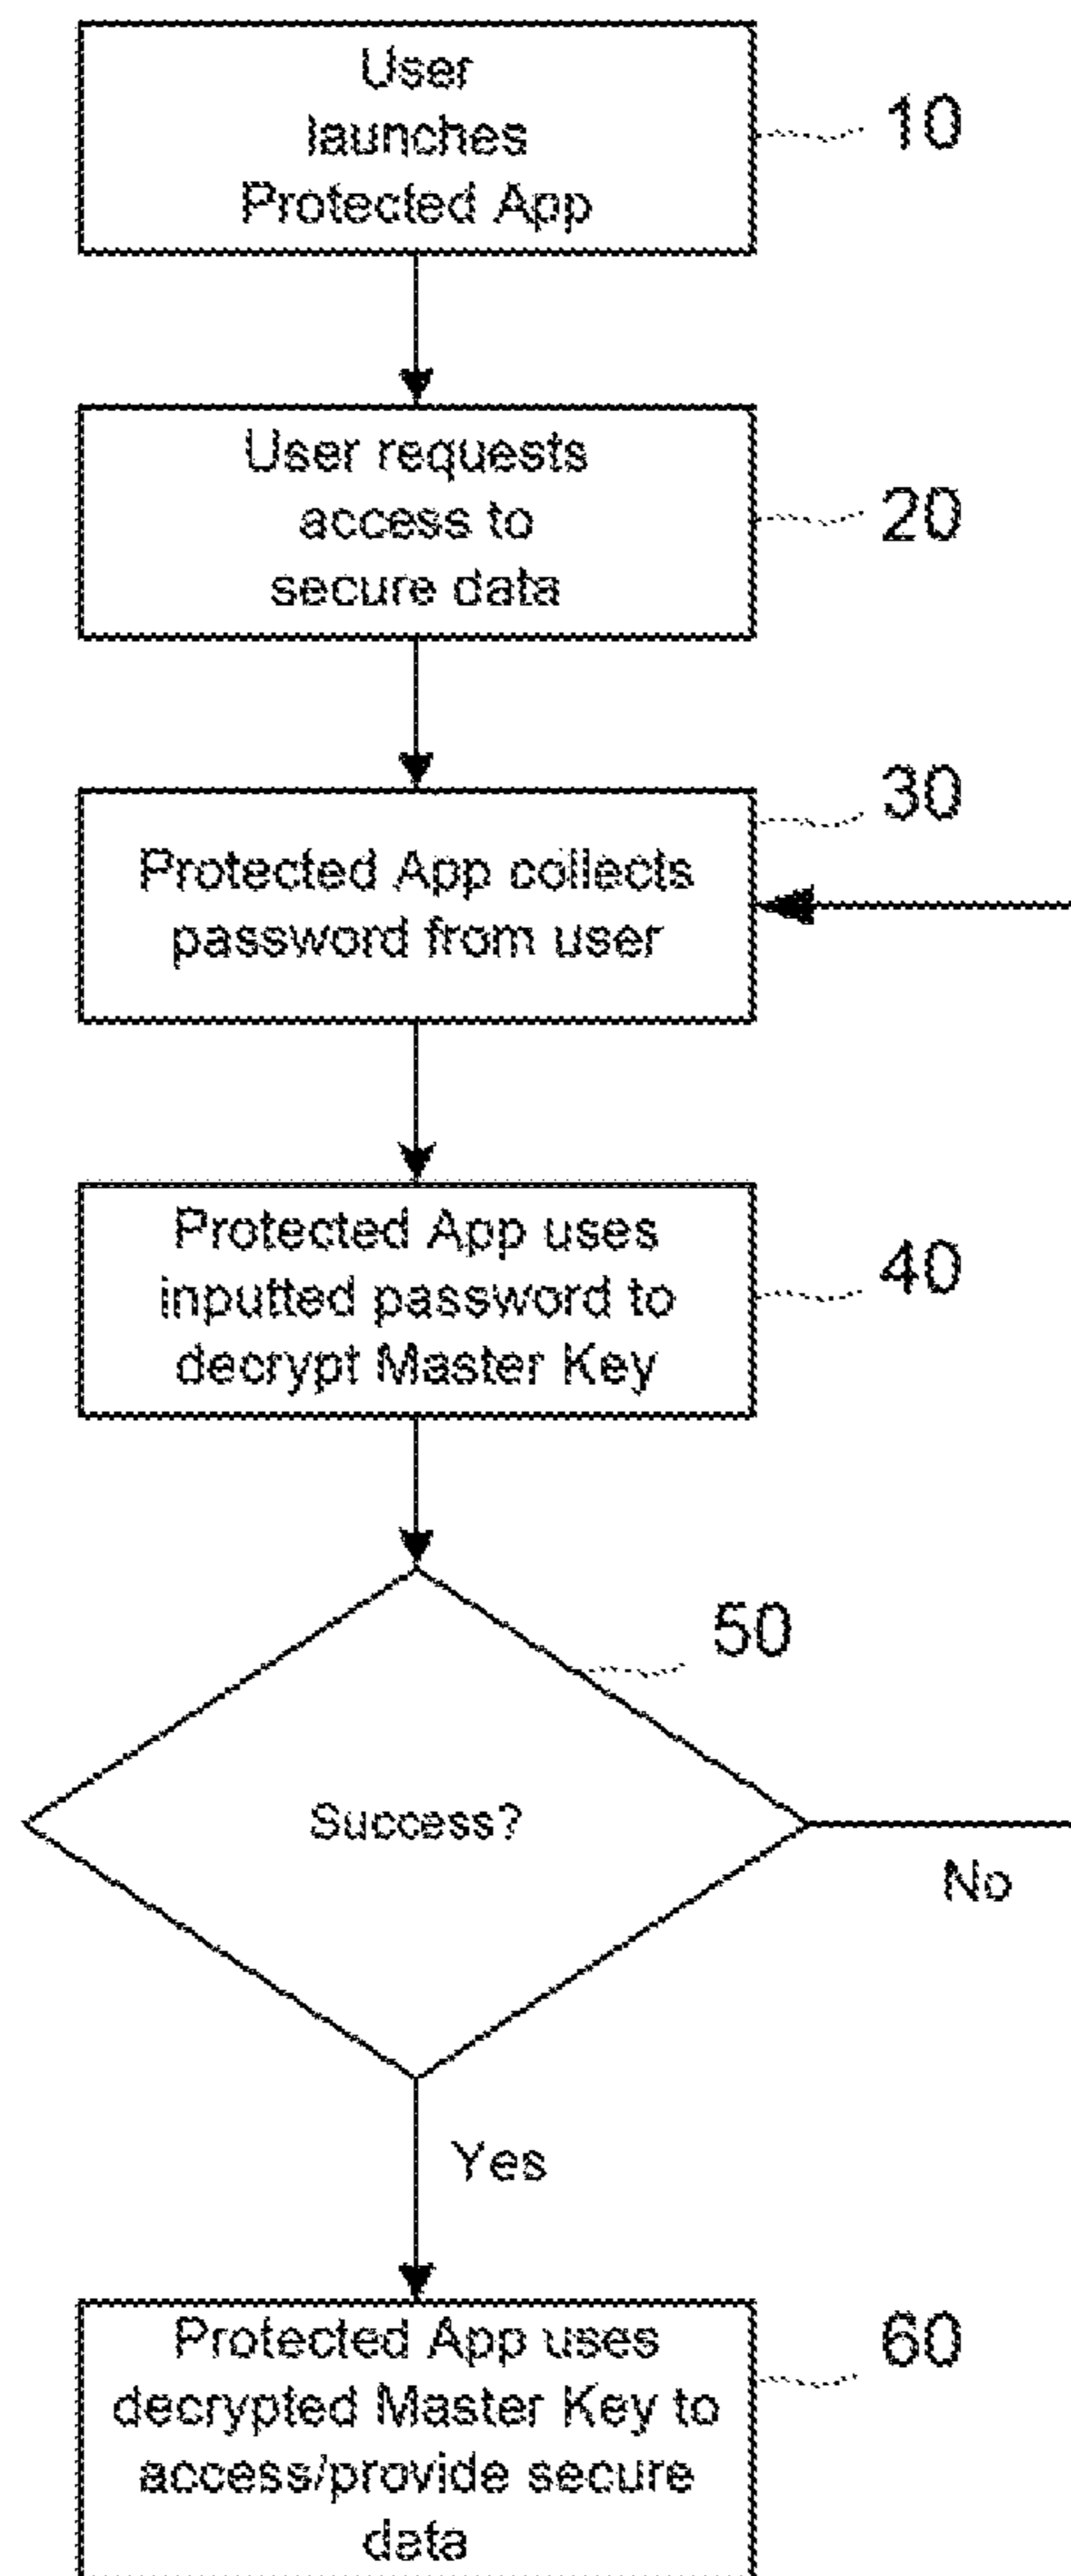 User
launches
Protected App
10
User requests
access to
secure data
20
30
Protected App collects
password from user
Protected App uses
inputted password to
decrypt Master Key
40
50
Success?
No
Yes
Protected App uses
decrypted Master Key to
access/provide secure
data
60